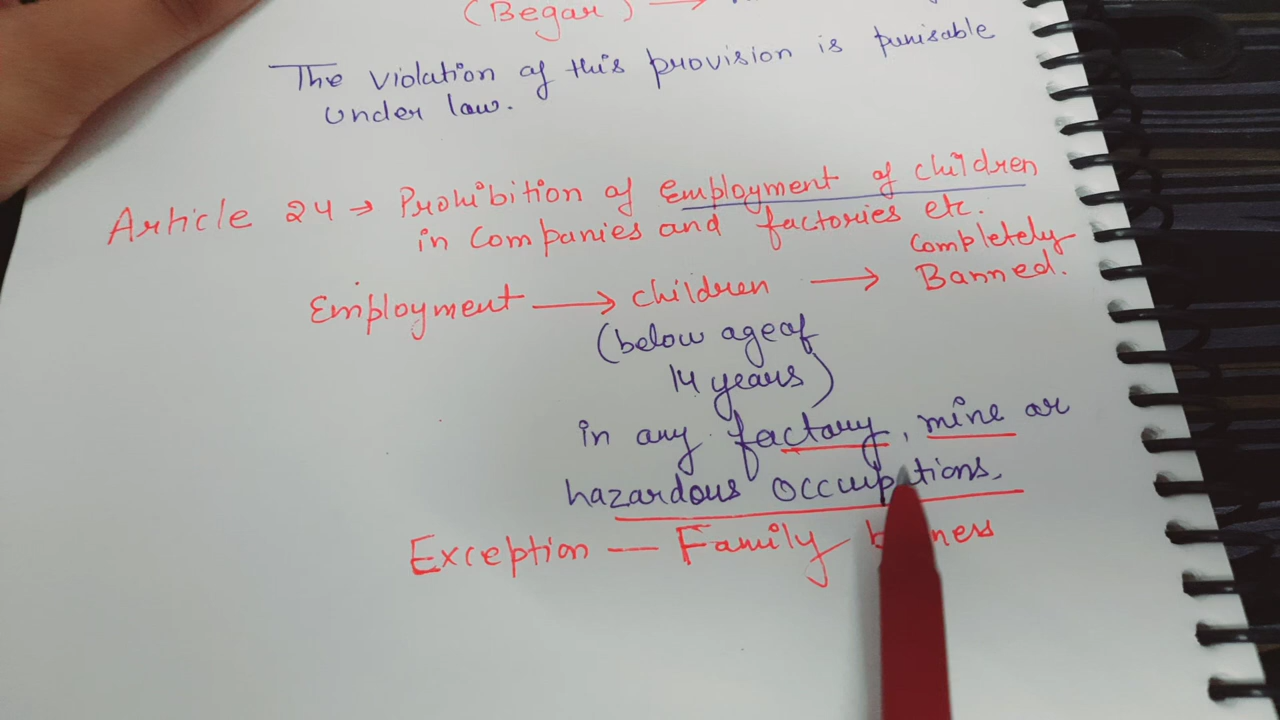 (Begar) →
The violation of this provision is punisable
under law.
Article 24 → Prohibition of employment of children
in companies and factories etc.
Employment → children → completely
Banned.
(below age of
14 years)
in any factory, mine or
hazardous occupations.
Exception — Family